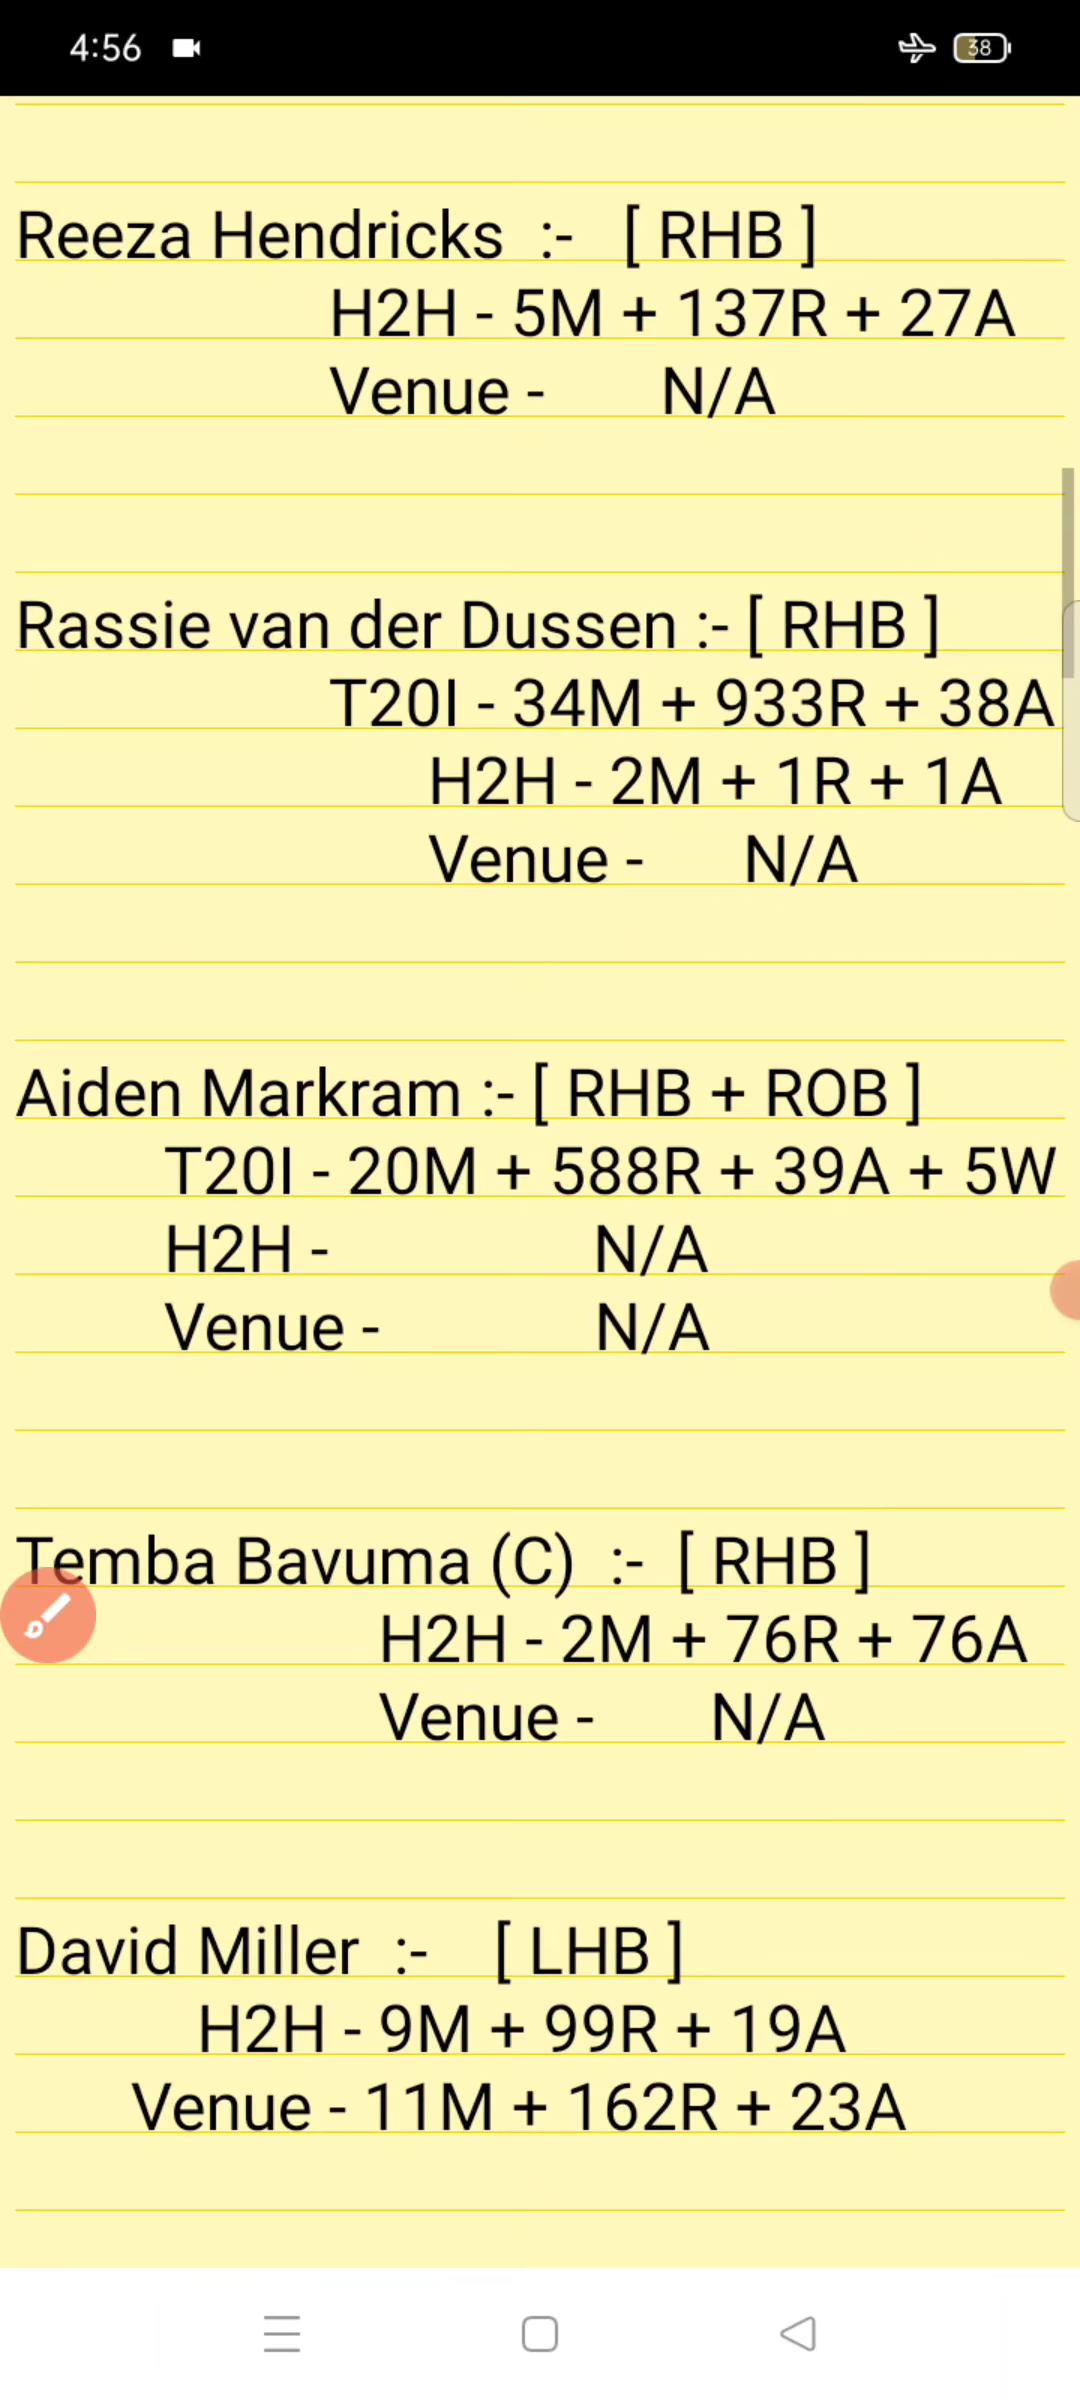 4:56
38
Reeza Hendricks :- [ RHB ]
H2H - 5M + 137R + 27A
Venue - N/A
Rassie van der Dussen :- [ RHB ]
T20I - 34M + 933R + 38A
H2H - 2M + 1R + 1A
Venue - N/A
Aiden Markram :- [ RHB + ROB ]
T20I - 20M + 588R + 39A + 5W
H2H - N/A
Venue - N/A
Temba Bavuma (C) :- [ RHB ]
H2H - 2M + 76R + 76A
Venue - N/A
David Miller :- [ LHB ]
H2H - 9M + 99R + 19A
Venue - 11M + 162R + 23A